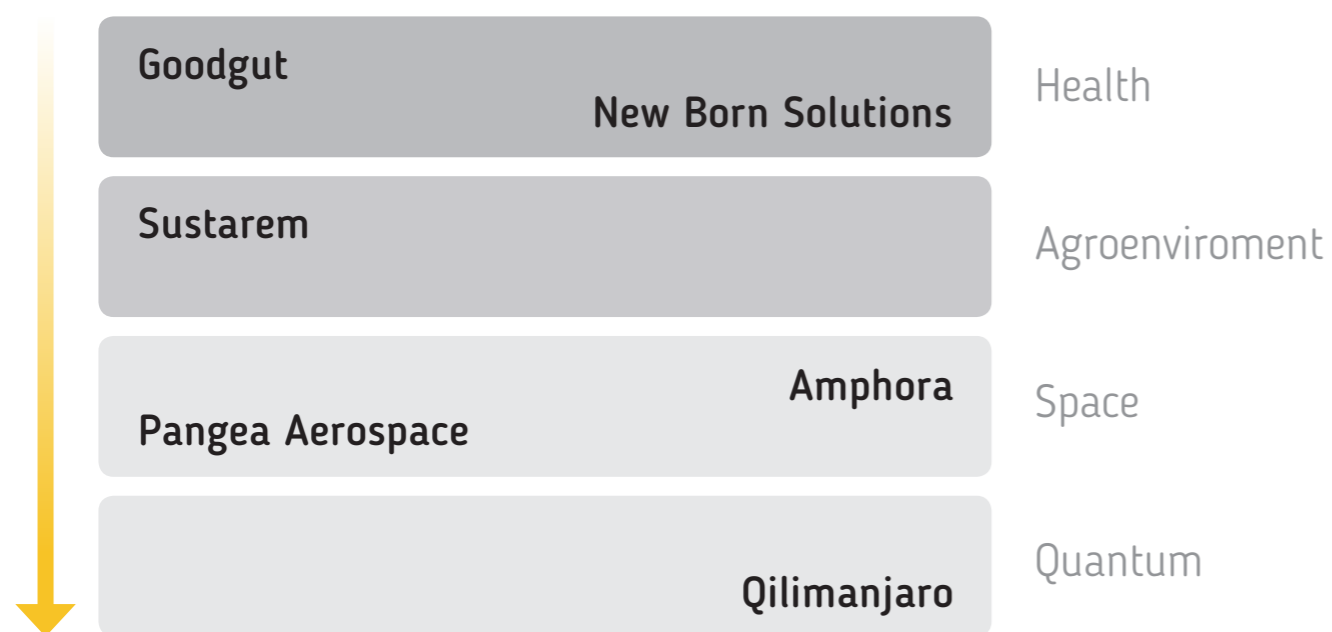 Goodgut
New Born Solutions
Health
Sustarem
Agroenviroment
Amphora
Pangea Aerospace
Space
Qilimanjaro
Quantum